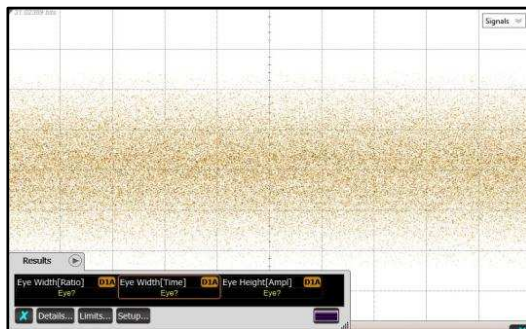 Signals
Results
Eye Width[Ratio] D1A Eye Width[Time] D1A Eye Height[Ampl] D1A
Eye? Eye? Eye?
X Details... Limits... Setup...